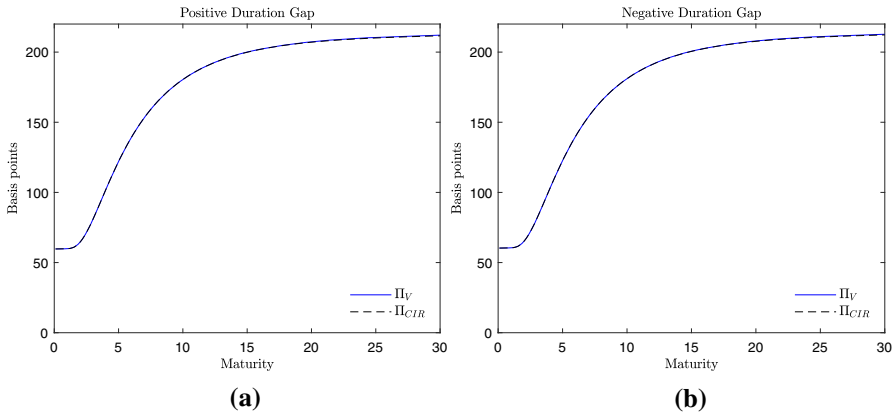 Positive Duration Gap
200
150
100
50
0
Basis points
0 5 10 15 20 25 30
Maturity
Π_V
Π_CIR
(a)
Negative Duration Gap
200
150
100
50
0
Basis points
0 5 10 15 20 25 30
Maturity
Π_V
Π_CIR
(b)